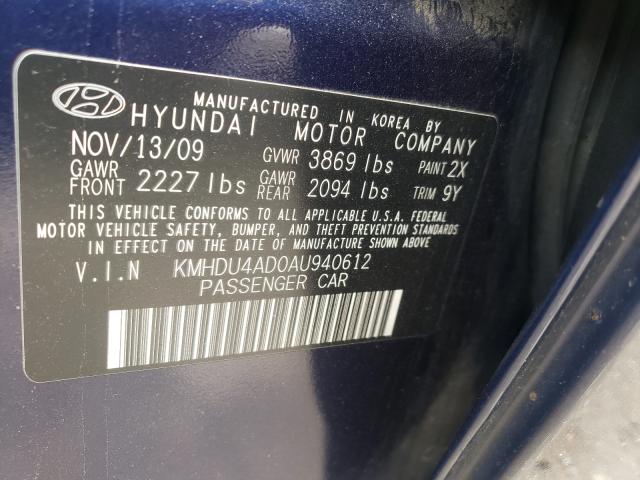 MANUFACTURED IN KOREA BY
HYUNDAI MOTOR COMPANY
NOV/13/09 GVWR 3869 lbs PAINT 2X
GAWR FRONT 2227 lbs GAWR REAR 2094 lbs TRIM 9Y
THIS VEHICLE CONFORMS TO ALL APPLICABLE U.S.A. FEDERAL
MOTOR VEHICLE SAFETY, BUMPER, AND THEFT PREVENTION STANDARDS
IN EFFECT ON THE DATE OF MANUFACTURE SHOWN ABOVE
V.I.N KMHDU4AD0AU940612
PASSENGER CAR